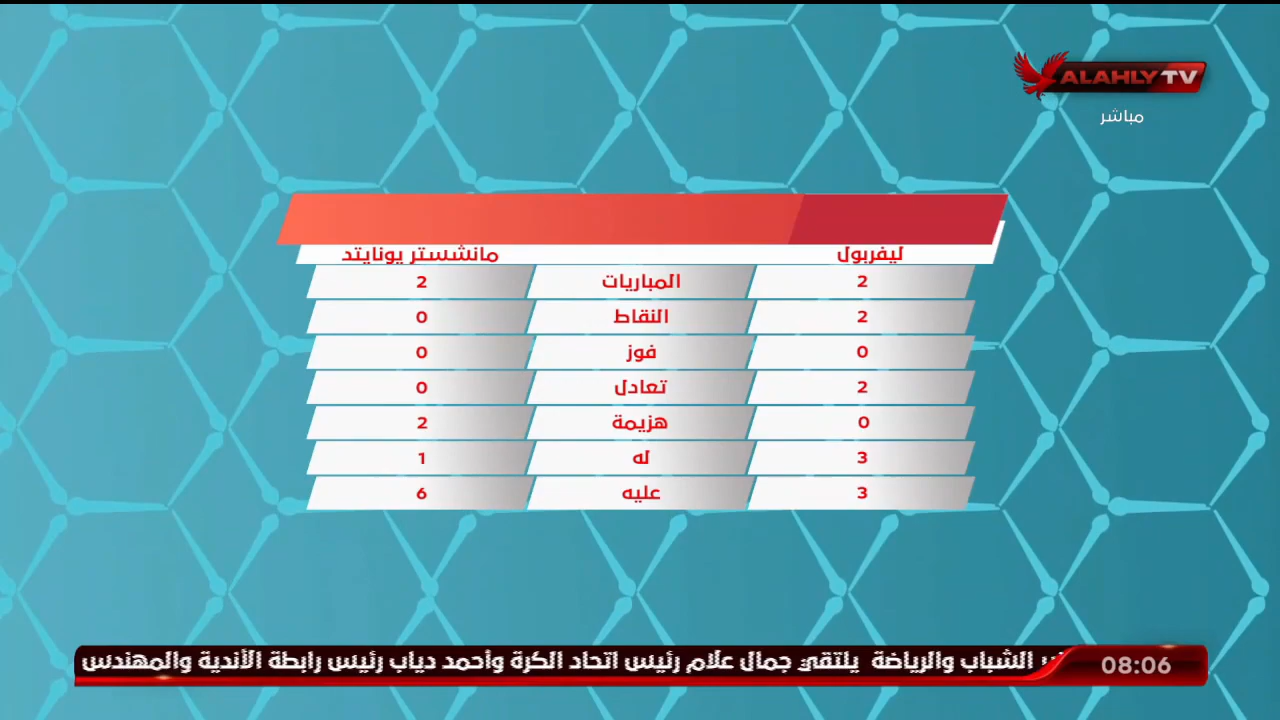 ALAHLY TV
مباشر
ليفربول مانشستر يونايتد
2 المباريات 2
2 النقاط 0
0 فوز 0
2 تعادل 0
0 هزيمة 2
3 له 1
3 عليه 6
08:06 الشباب والرياضة يلتقي جمال علام رئيس اتحاد الكرة وأحمد دياب رئيس رابطة الأندية والمهندس